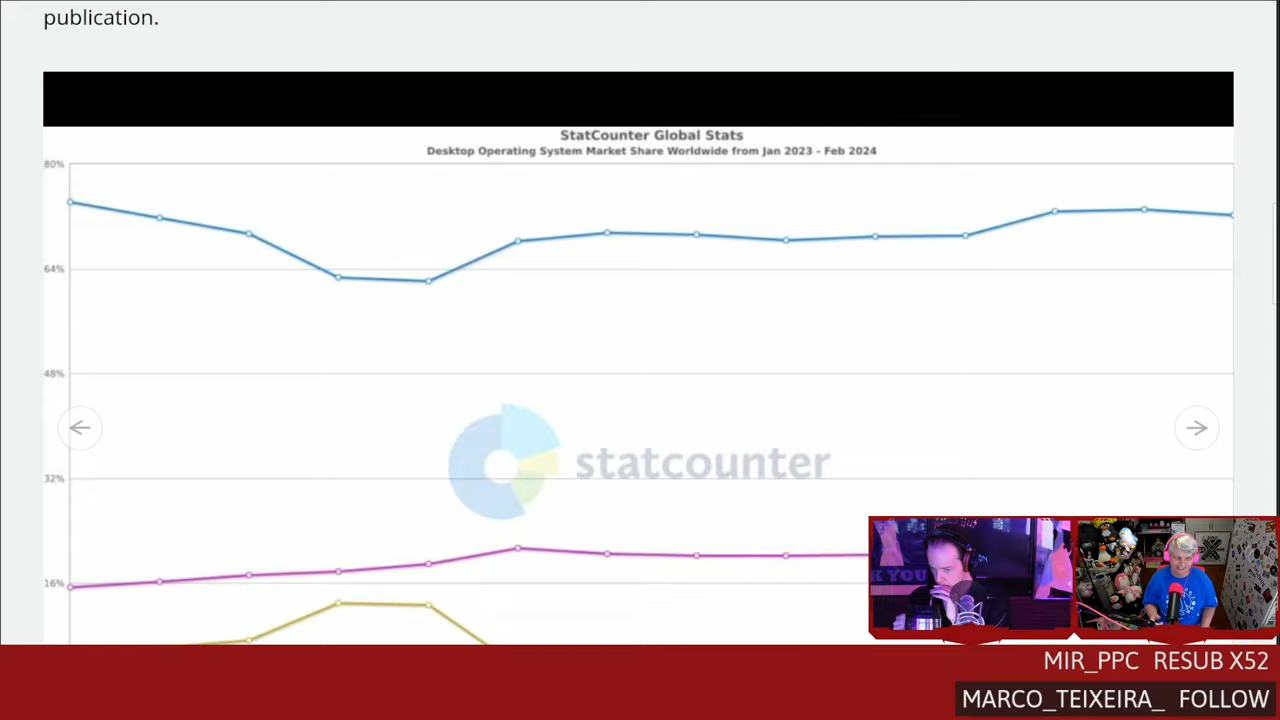 publication.
StatCounter Global Stats
Desktop Operating System Market Share Worldwide from Jan 2023 - Feb 2024
80%
64%
48%
statcounter
32%
16%
K YOU
MIR_PPC RESUB X52
MARCO_TEIXEIRA_ FOLLOW